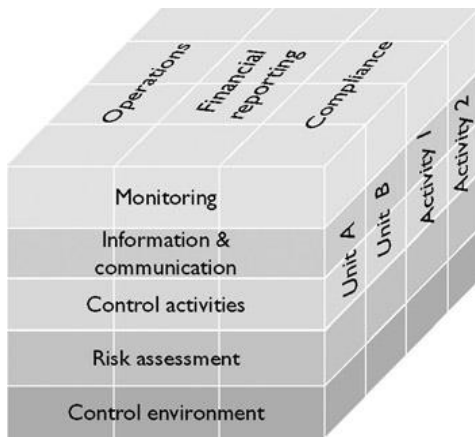 Operations
Financial
reporting
Compliance
Monitoring
Information &
communication
Control activities
Risk assessment
Control environment
Unit A
Unit B
Activity 1
Activity 2